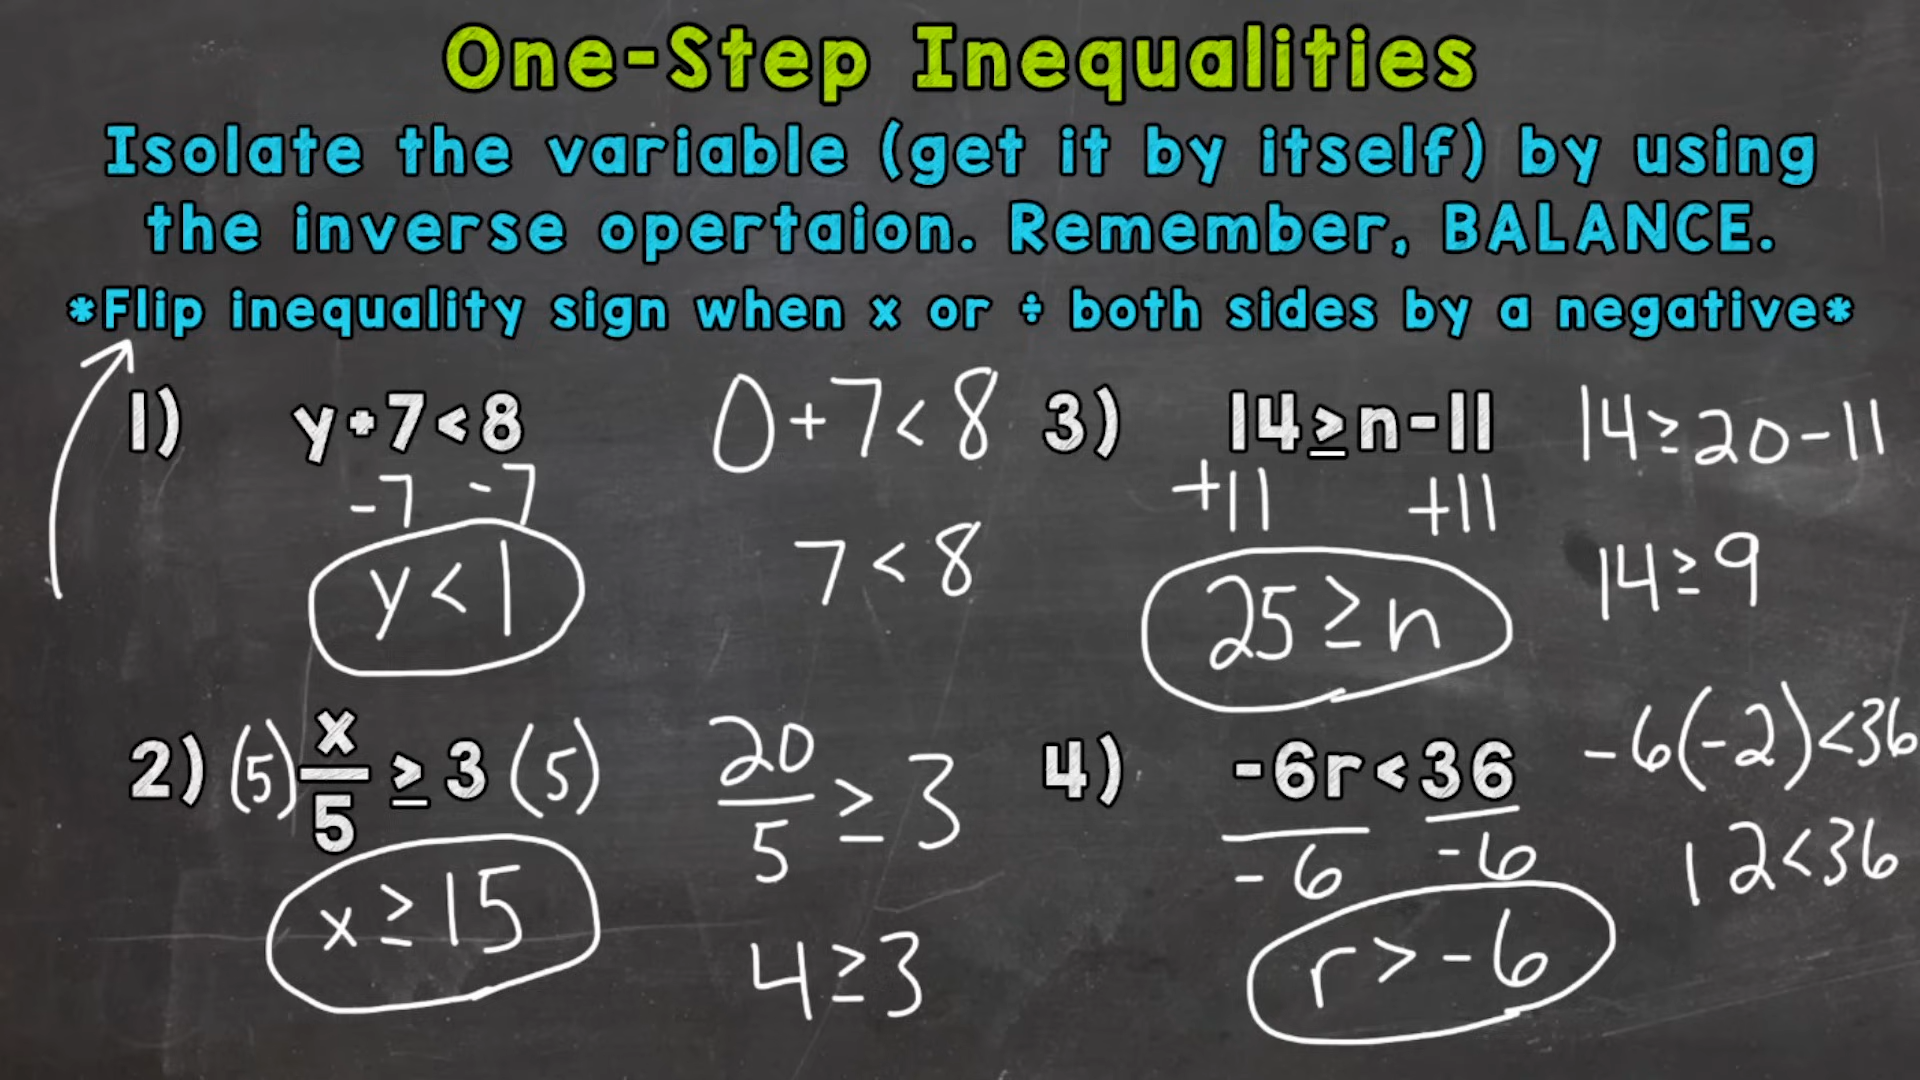 One-Step Inequalities
Isolate the variable (get it by itself) by using
the inverse opertaion. Remember, BALANCE.
*Flip inequality sign when x or ÷ both sides by a negative*
1) y+7<8
-7 -7
y<1
0+7<8
7<8
2) (5) x/5 ≥ 3 (5)
x≥15
20/5 ≥ 3
4≥3
3) 14≥n-11
+11 +11
25≥n
14≥20-11
14≥9
4) -6r<36
-6 -6
r>-6
-6(-2)<36
12<36